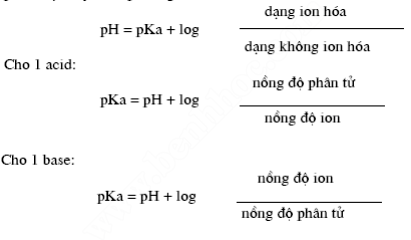 dạng ion hóa
pH = pKa + log
dạng không ion hóa
Cho 1 acid:
nồng độ phân tử
pKa = pH + log
nồng độ ion
Cho 1 base:
nồng độ ion
pKa = pH + log
nồng độ phân tử